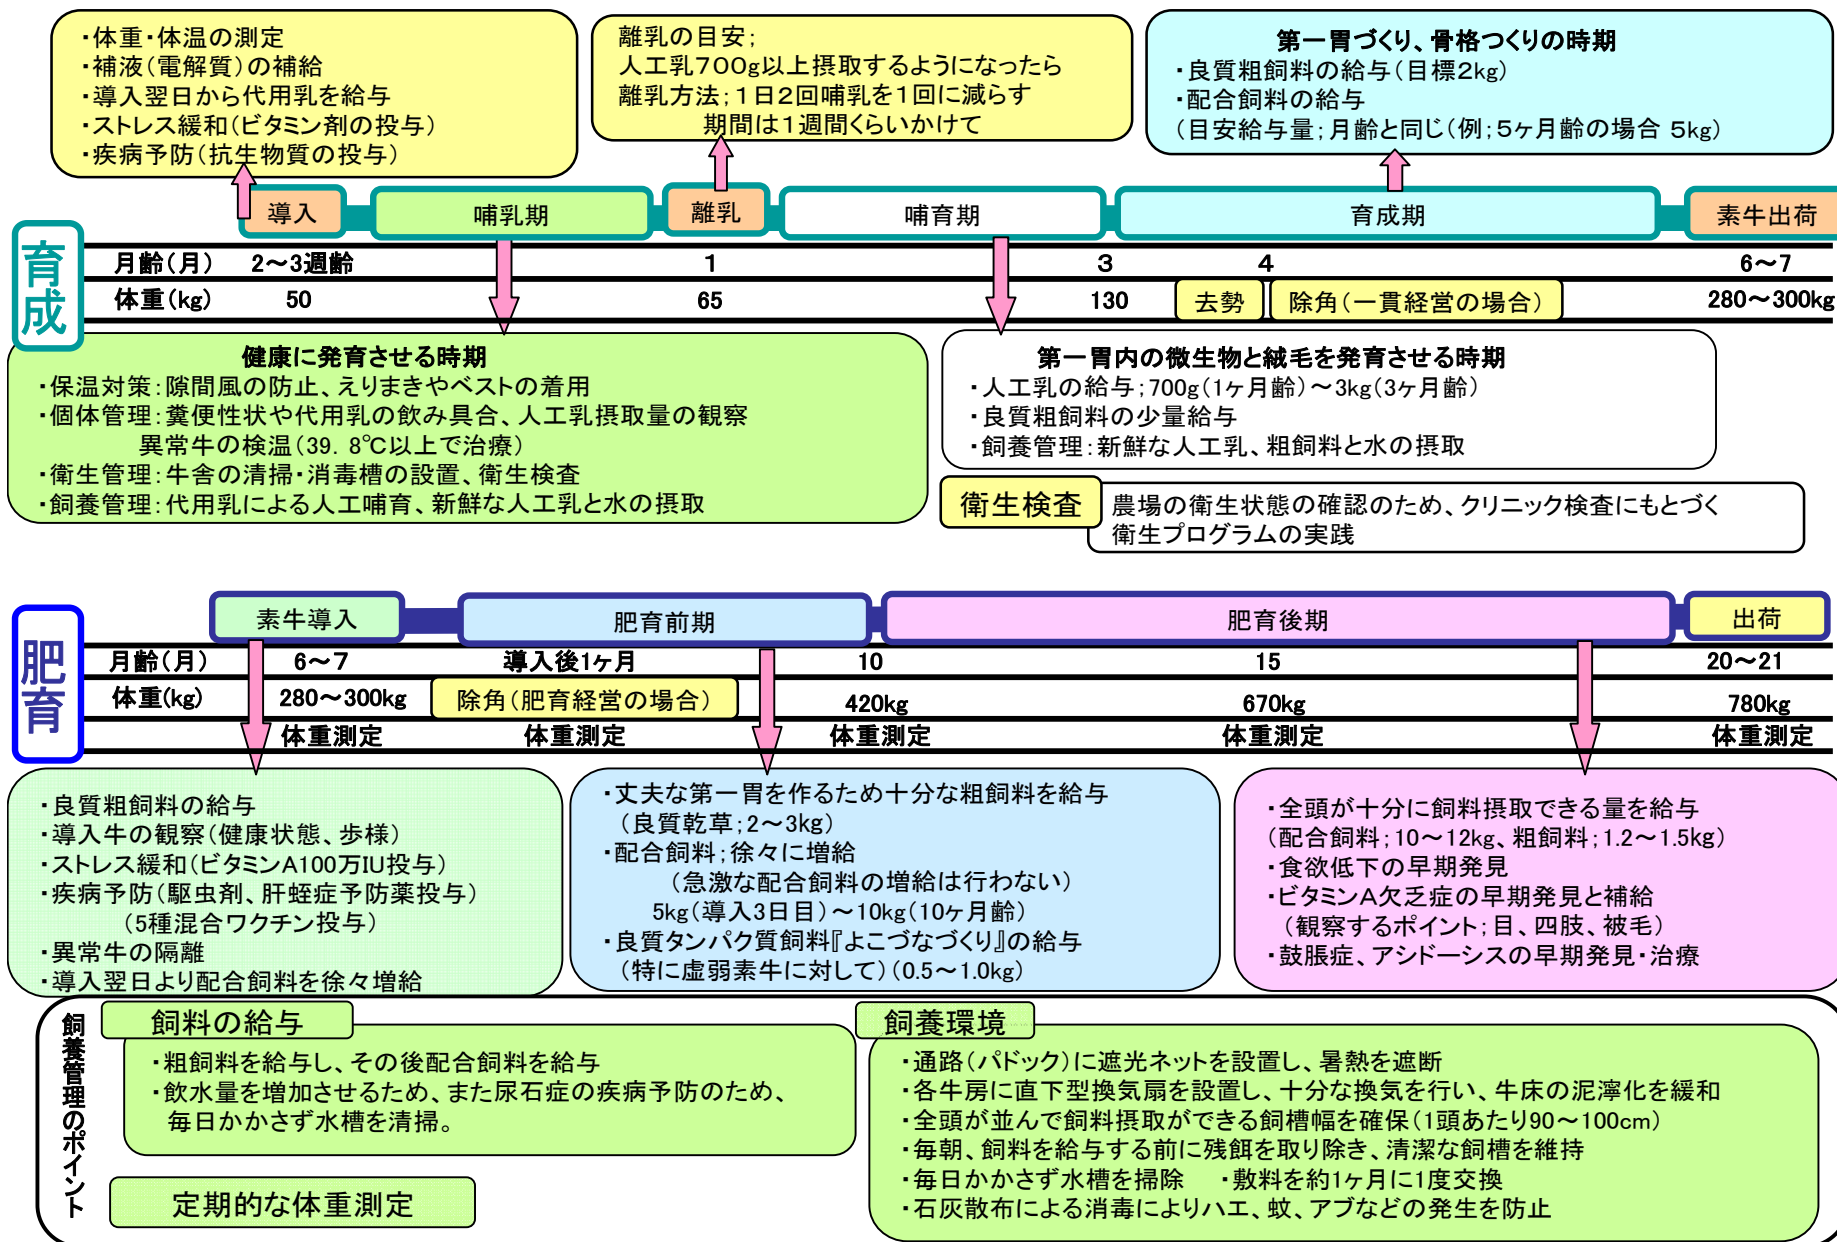 ・体重・体温の測定
・補液（電解質）の補給
・導入翌日から代用乳を給与
・ストレス緩和（ビタミン剤の投与）
・疾病予防（抗生物質の投与）
離乳の目安；
人工乳700g以上摂取するようになったら
離乳方法；1日2回哺乳を1回に減らす
期間は1週間くらいかけて
第一胃づくり、骨格つくりの時期
・良質粗飼料の給与（目標2kg）
・配合飼料の給与
（目安給与量；月齢と同じ（例；5ヶ月齢の場合 5kg）
育成
導入 哺乳期 離乳 哺育期 育成期 素牛出荷
月齢（月） 2～3週齢 1 3 4 6～7
体重（kg） 50 65 130 去勢 除角（一貫経営の場合） 280～300kg
健康に発育させる時期
・保温対策：隙間風の防止、えりまきやベストの着用
・個体管理：糞便性状や代用乳の飲み具合、人工乳摂取量の観察
異常牛の検温（39．8℃以上で治療）
・衛生管理：牛舎の清掃・消毒槽の設置、衛生検査
・飼養管理：代用乳による人工哺育、新鮮な人工乳と水の摂取
第一胃内の微生物と絨毛を発育させる時期
・人工乳の給与；700g（1ヶ月齢）～3kg（3ヶ月齢）
・良質粗飼料の少量給与
・飼養管理：新鮮な人工乳、粗飼料と水の摂取
衛生検査
農場の衛生状態の確認のため、クリニック検査にもとづく
衛生プログラムの実践
肥育
素牛導入 肥育前期 肥育後期 出荷
月齢（月） 6～7 導入後1ヶ月 10 15 20～21
体重（kg） 280～300kg 除角（肥育経営の場合） 420kg 670kg 780kg
体重測定 体重測定 体重測定 体重測定 体重測定
・良質粗飼料の給与
・導入牛の観察（健康状態、歩様）
・ストレス緩和（ビタミンA100万IU投与）
・疾病予防（駆虫剤、肝蛭症予防薬投与）
（5種混合ワクチン投与）
・異常牛の隔離
・導入翌日より配合飼料を徐々増給
・丈夫な第一胃を作るため十分な粗飼料を給与
（良質乾草；2～3kg）
・配合飼料；徐々に増給
（急激な配合飼料の増給は行わない）
5kg（導入3日目）～10kg（10ヶ月齢）
・良質タンパク質飼料『よこづなづくり』の給与
（特に虚弱素牛に対して）（0.5～1.0kg）
・全頭が十分に飼料摂取できる量を給与
（配合飼料；10～12kg、粗飼料；1.2～1.5kg）
・食欲低下の早期発見
・ビタミンA欠乏症の早期発見と補給
（観察するポイント；目、四肢、被毛）
・鼓脹症、アシドーシスの早期発見・治療
飼養管理のポイント
飼料の給与
・粗飼料を給与し、その後配合飼料を給与
・飲水量を増加させるため、また尿石症の疾病予防のため、
毎日かかさず水槽を清掃。
定期的な体重測定
飼養環境
・通路（パドック）に遮光ネットを設置し、暑熱を遮断
・各牛房に直下型換気扇を設置し、十分な換気を行い、牛床の泥濘化を緩和
・全頭が並んで飼料摂取ができる飼槽幅を確保（1頭あたり90～100cm）
・毎朝、飼料を給与する前に残餌を取り除き、清潔な飼槽を維持
・毎日かかさず水槽を掃除 ・敷料を約1ヶ月に1度交換
・石灰散布による消毒によりハエ、蚊、アブなどの発生を防止